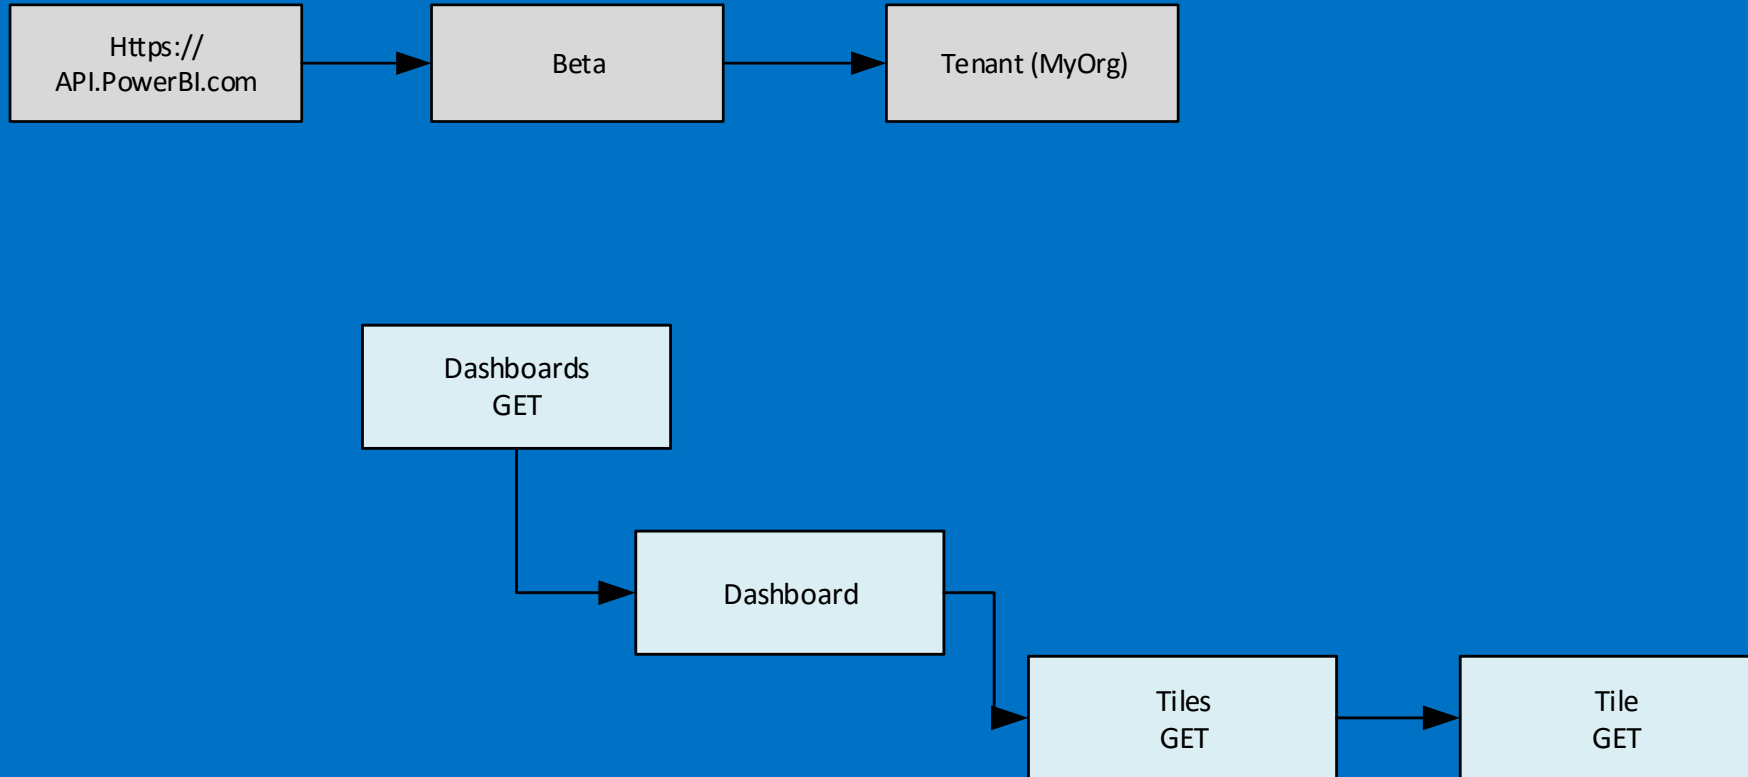 Https://
API.PowerBI.com
Beta
Tenant (MyOrg)
Dashboards
GET
Dashboard
Tiles
GET
Tile
GET